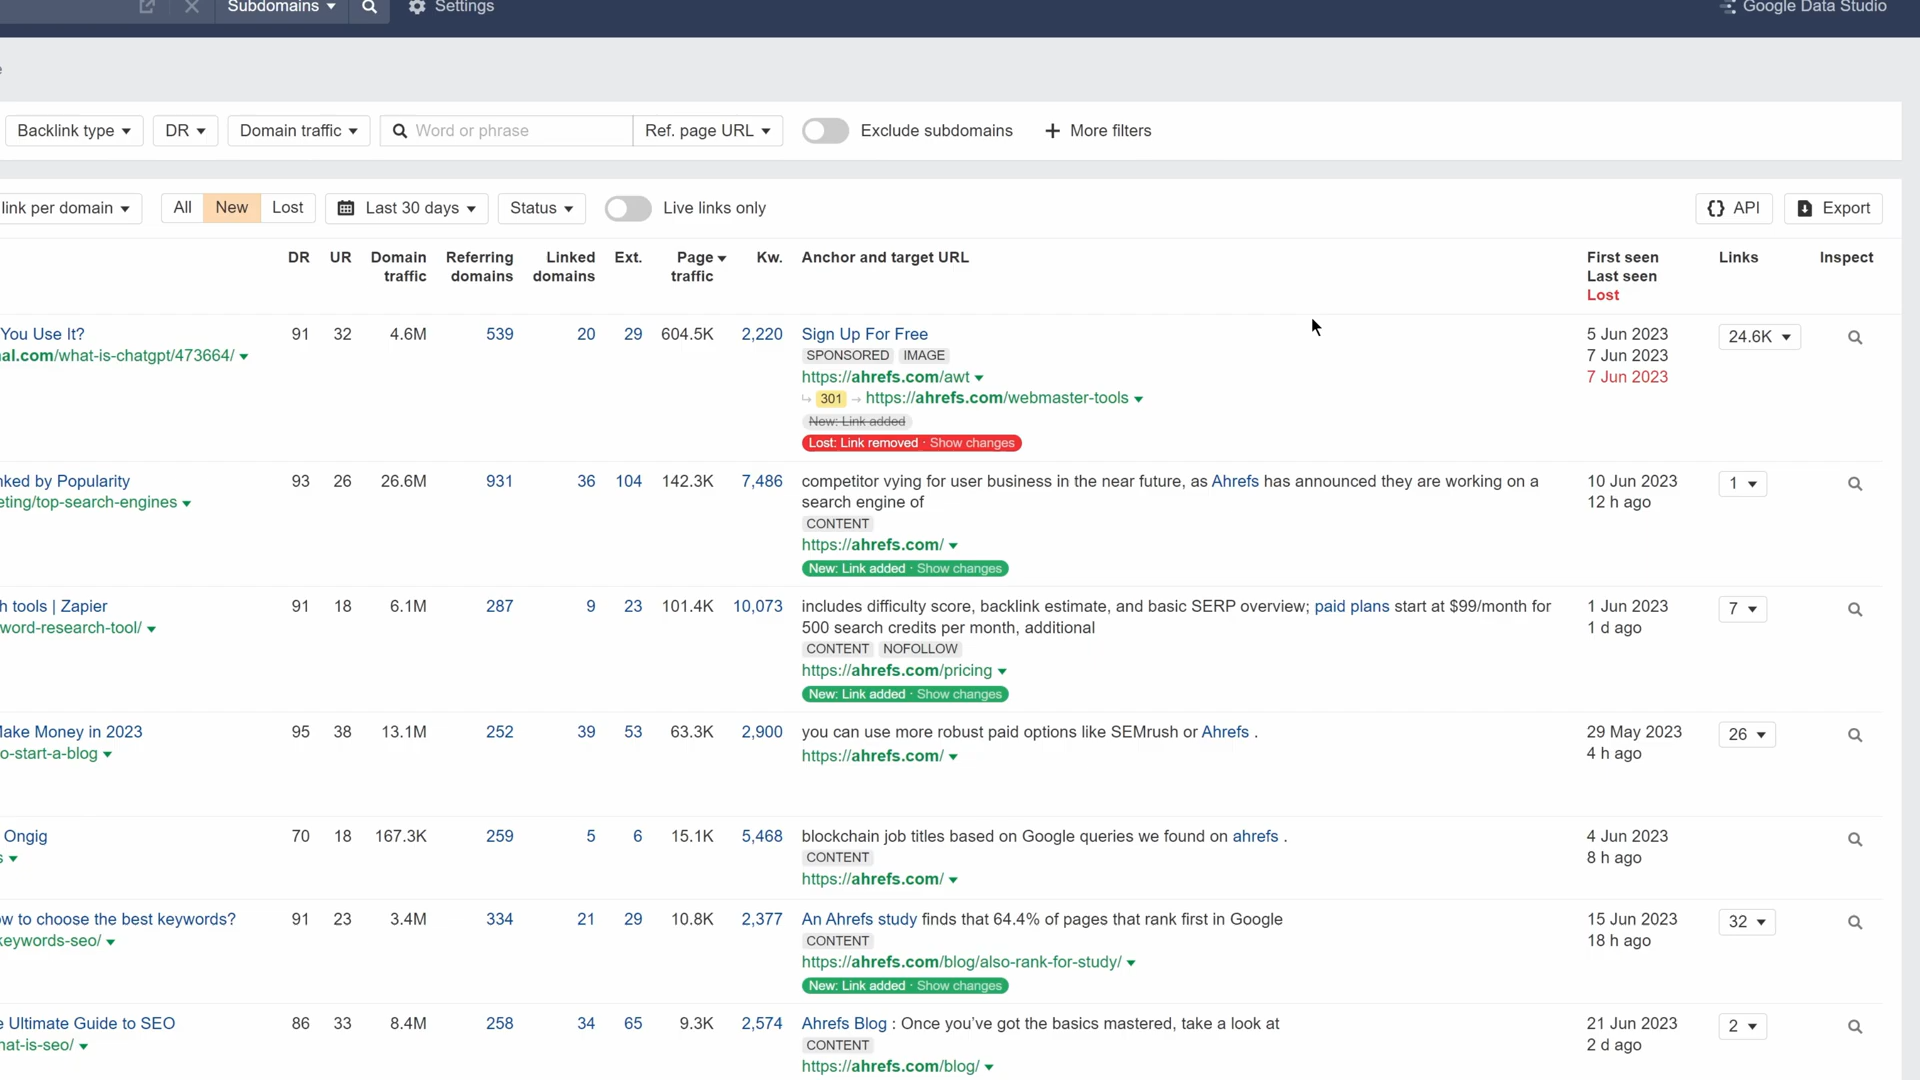 Subdomains
Settings
Google Data Studio
Backlink type
DR
Domain traffic
Word or phrase
Ref. page URL
Exclude subdomains
More filters
link per domain
All
New
Lost
Last 30 days
Status
Live links only
API
Export
DR
UR
Domain
traffic
Referring
domains
Linked
domains
Ext.
Page
traffic
Kw.
Anchor and target URL
First seen
Last seen
Lost
Links
Inspect
You Use It?
al.com/what-is-chatgpt/473664/
91 32 4.6M 539 20 29 604.5K 2,220
Sign Up For Free
SPONSORED IMAGE
https://ahrefs.com/awt
301 → https://ahrefs.com/webmaster-tools
New: Link added
Lost: Link removed · Show changes
5 Jun 2023
7 Jun 2023
7 Jun 2023
24.6K
nked by Popularity
eting/top-search-engines
93 26 26.6M 931 36 104 142.3K 7,486
competitor vying for user business in the near future, as Ahrefs has announced they are working on a
search engine of
CONTENT
https://ahrefs.com/
New: Link added · Show changes
10 Jun 2023
12 h ago
1
h tools | Zapier
word-research-tool/
91 18 6.1M 287 9 23 101.4K 10,073
includes difficulty score, backlink estimate, and basic SERP overview; paid plans start at $99/month for
500 search credits per month, additional
CONTENT NOFOLLOW
https://ahrefs.com/pricing
New: Link added · Show changes
1 Jun 2023
1 d ago
7
Make Money in 2023
o-start-a-blog
95 38 13.1M 252 39 53 63.3K 2,900
you can use more robust paid options like SEMrush or Ahrefs .
https://ahrefs.com/
29 May 2023
4 h ago
26
Ongig
s
70 18 167.3K 259 5 6 15.1K 5,468
blockchain job titles based on Google queries we found on ahrefs .
CONTENT
https://ahrefs.com/
4 Jun 2023
8 h ago
ow to choose the best keywords?
keywords-seo/
91 23 3.4M 334 21 29 10.8K 2,377
An Ahrefs study finds that 64.4% of pages that rank first in Google
CONTENT
https://ahrefs.com/blog/also-rank-for-study/
New: Link added · Show changes
15 Jun 2023
18 h ago
32
e Ultimate Guide to SEO
hat-is-seo/
86 33 8.4M 258 34 65 9.3K 2,574
Ahrefs Blog : Once you’ve got the basics mastered, take a look at
CONTENT
https://ahrefs.com/blog/
21 Jun 2023
2 d ago
2